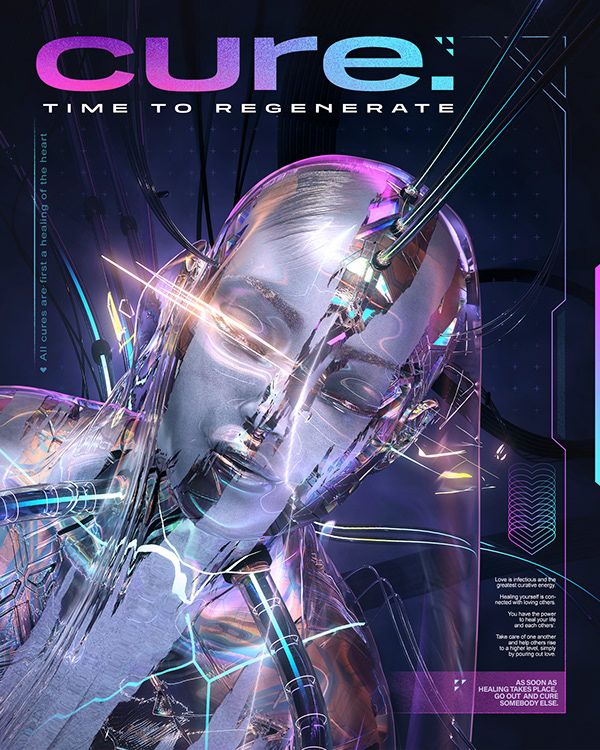 cure:
TIME TO REGENERATE
All cures are first a healing of the heart
Love is infectious and the
greatest curative energy.
Healing yourself is con-
nected with loving others.
You have the power
to heal your life
and each others'.
Take care of one another
and help others rise
to a higher level, simply
by pouring out love.
AS SOON AS
HEALING TAKES PLACE,
GO OUT AND CURE
SOMEBODY ELSE.